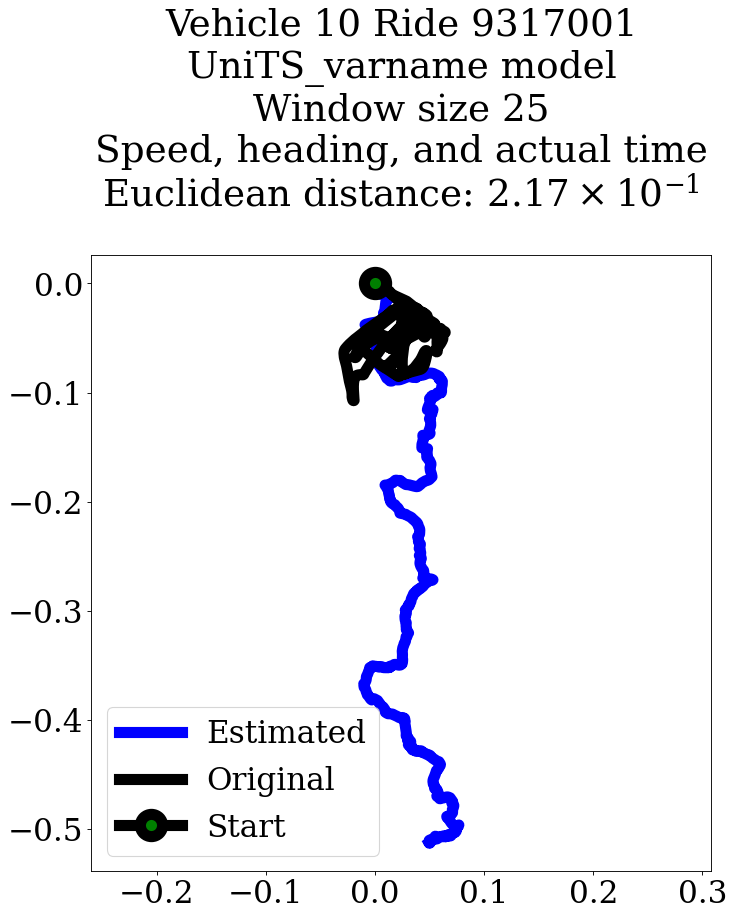 Vehicle 10 Ride 9317001
UniTS_varname model
Window size 25
Speed, heading, and actual time
Euclidean distance: 2.17 × 10⁻¹
0.0
−0.1
−0.2
−0.3
−0.4
−0.5
Estimated
Original
Start
−0.2 −0.1 0.0 0.1 0.2 0.3